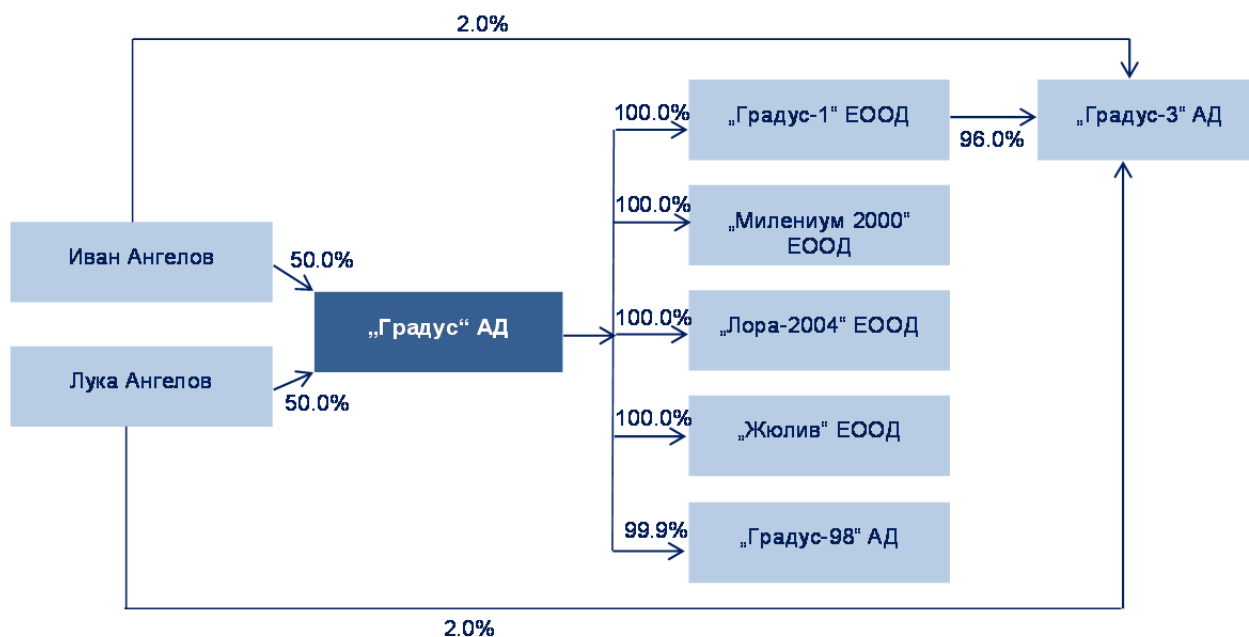 2.0%
100.0%
„Градус-1“ ЕООД
96.0%
„Градус-3“ АД
100.0%
„Милениум 2000“
ЕООД
Иван Ангелов
50.0%
„Градус“ АД
100.0%
„Лора-2004“ ЕООД
Лука Ангелов
50.0%
100.0%
„Жюлив“ ЕООД
99.9%
„Градус-98“ АД
2.0%